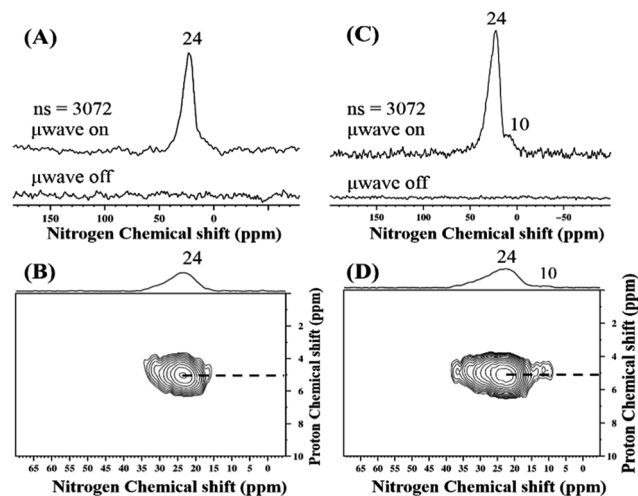 (A)
24
ns = 3072
μwave on
μwave off
150 100 50 0
Nitrogen Chemical shift (ppm)
(C)
24
10
ns = 3072
μwave on
μwave off
150 100 50 0 −50
Nitrogen Chemical shift (ppm)
(B)
24
2
4
6
8
10
Proton Chemical shift (ppm)
65 60 55 50 45 40 35 30 25 20 15 10 5 0
Nitrogen Chemical shift (ppm)
(D)
24
10
2
4
6
8
10
Proton Chemical shift (ppm)
65 60 55 50 45 40 35 30 25 20 15 10 5 0
Nitrogen Chemical shift (ppm)